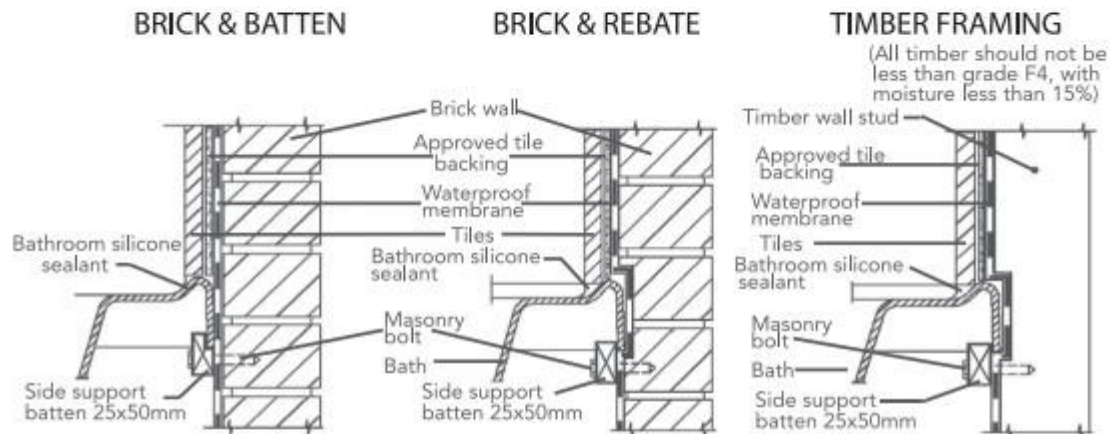 BRICK & BATTEN
BRICK & REBATE
TIMBER FRAMING
(All timber should not be
less than grade F4, with
moisture less than 15%)
Brick wall
Approved tile
backing
Waterproof
membrane
Tiles
Bathroom silicone
sealant
Bathroom silicone
sealant
Masonry
bolt
Bath
Side support
batten 25x50mm
Side support
batten 25x50mm
Timber wall stud
Approved tile
backing
Waterproof
membrane
Tiles
Bathroom silicone
sealant
Masonry
bolt
Bath
Side support
batten 25x50mm